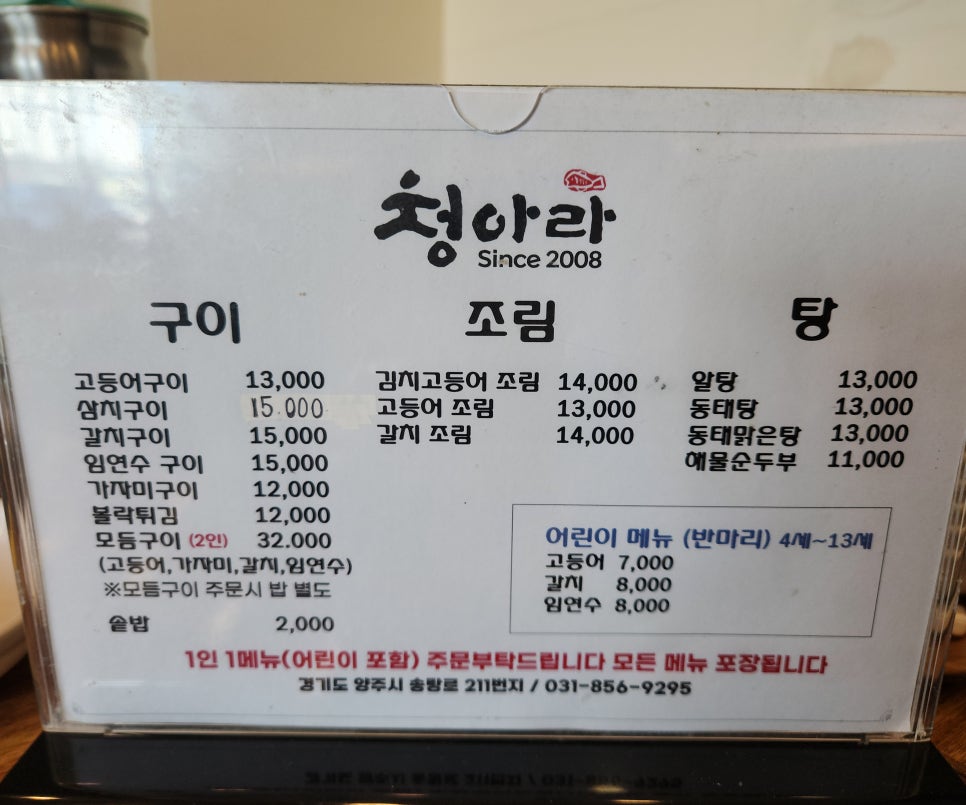 청아라
Since 2008
구이
고등어구이 13,000
삼치구이 15.000
갈치구이 15,000
임연수 구이 15,000
가자미구이 12,000
볼락튀김 12,000
모듬구이 (2인) 32.000
(고등어,가자미,갈치,임연수)
※모듬구이 주문시 밥 별도
솥밥 2,000
조림
김치고등어 조림 14,000
고등어 조림 13,000
갈치 조림 14,000
탕
알탕 13,000
동태탕 13,000
동태맑은탕 13,000
해물순두부 11,000
어린이 메뉴 (반마리) 4세~13세
고등어 7,000
갈치 8,000
임연수 8,000
1인 1메뉴(어린이 포함) 주문부탁드립니다 모든 메뉴 포장됩니다
경기도 양주시 송랑로 211번지 / 031-856-9295